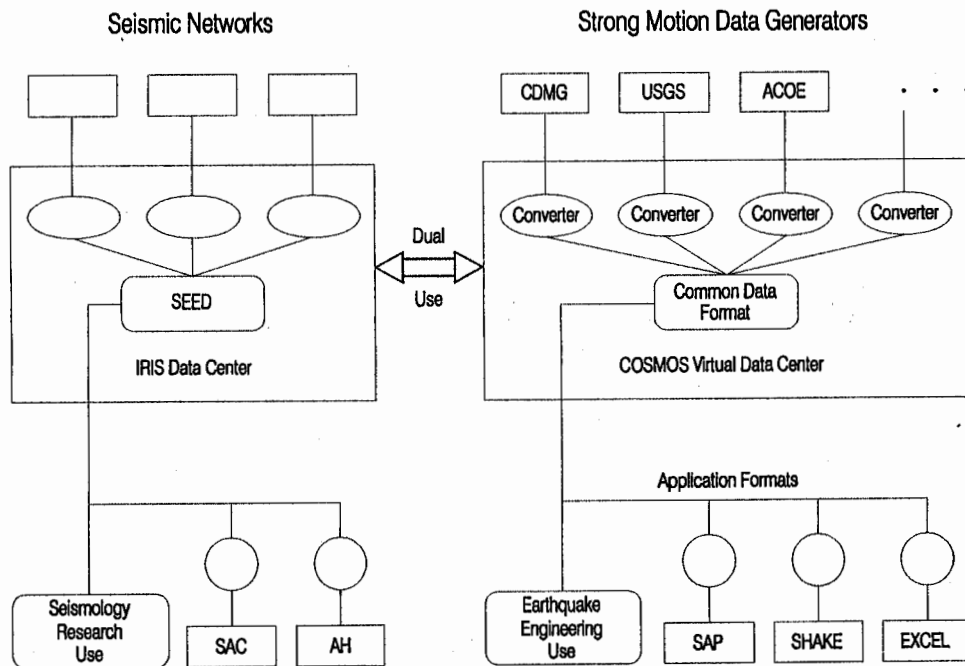 Seismic Networks
Strong Motion Data Generators
CDMG
USGS
ACOE
. . .
Converter
Converter
Converter
Converter
Dual
Use
SEED
Common Data
Format
IRIS Data Center
COSMOS Virtual Data Center
Application Formats
Seismology
Research
Use
SAC
AH
Earthquake
Engineering
Use
SAP
SHAKE
EXCEL